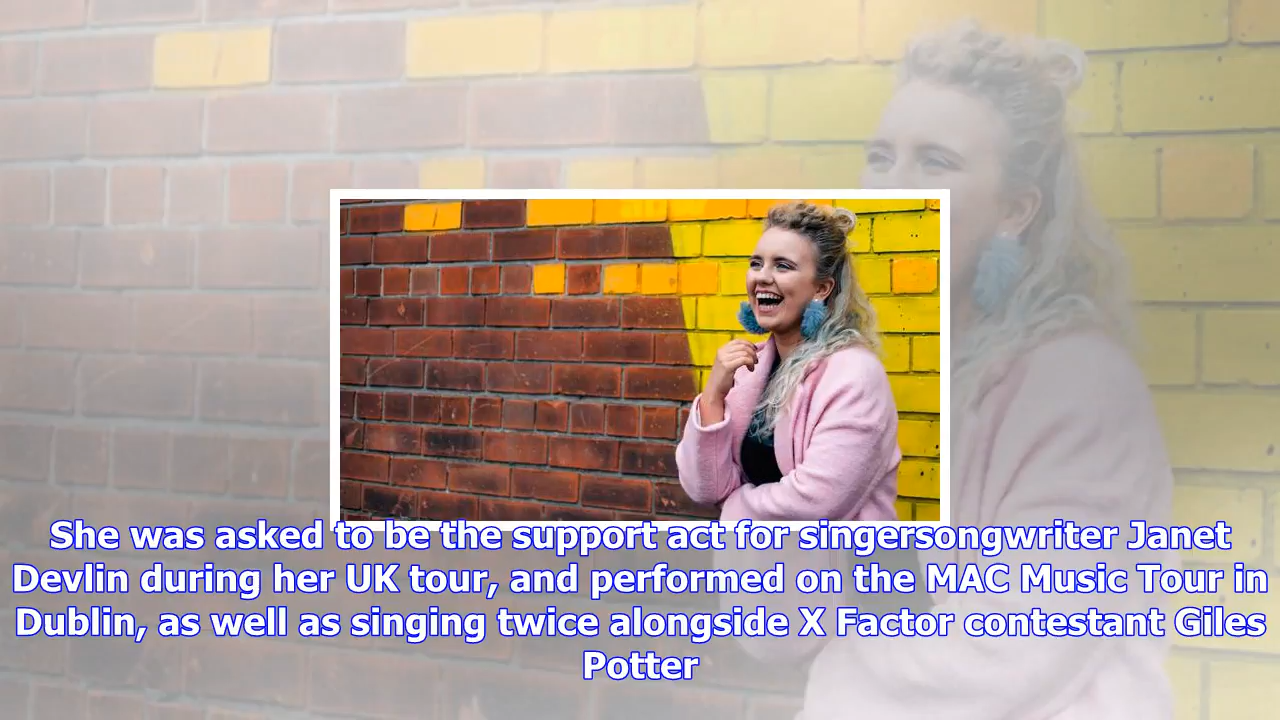 She was asked to be the support act for singersongwriter Janet
Devlin during her UK tour, and performed on the MAC Music Tour in
Dublin, as well as singing twice alongside X Factor contestant Giles
Potter